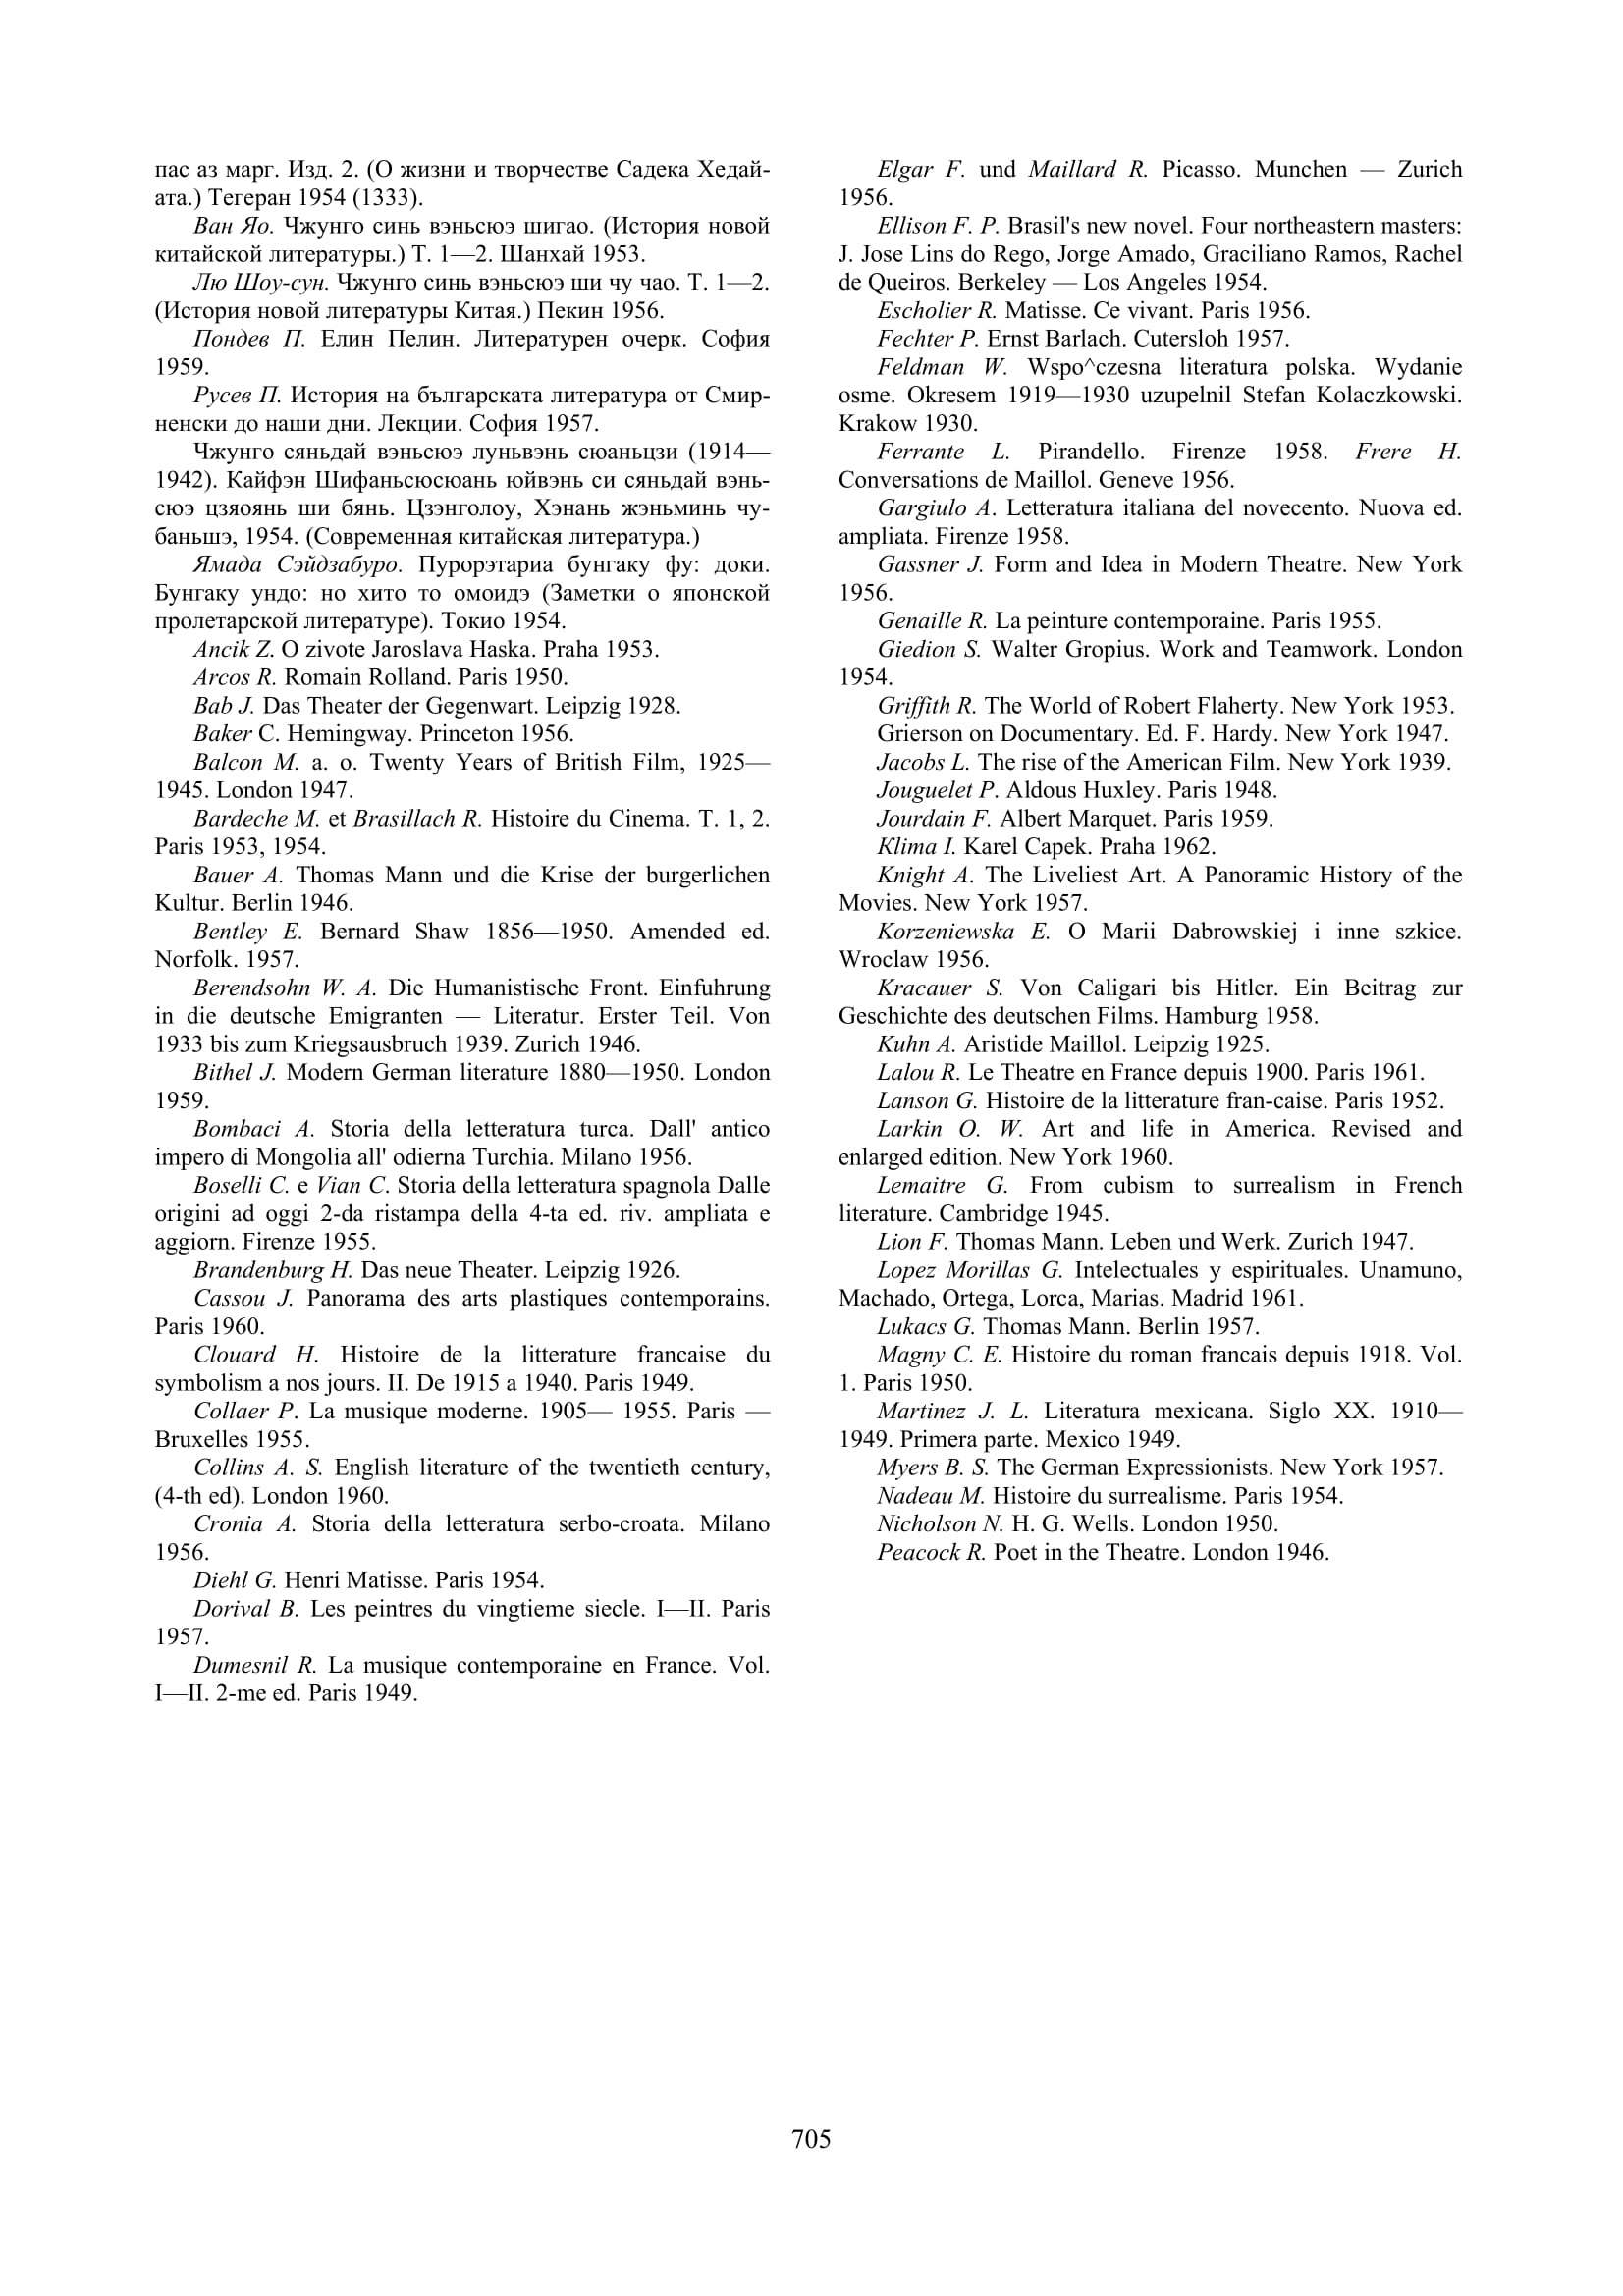 пас аз марг. Изд. 2. (О жизни и творчестве Садека Хедай-
ата.) Тегеран 1954 (1333).
Ван Яо. Чжунго синь вэньсюэ шигао. (История новой
китайской литературы.) Т. 1—2. Шанхай 1953.
Лю Шоу-сун. Чжунго синь вэньсюэ ши чу чао. Т. 1—2.
(История новой литературы Китая.) Пекин 1956.
Пондев П. Елин Пелин. Литературен очерк. София
1959.
Русев П. История на българската литература от Смир-
ненски до наши дни. Лекции. София 1957.
Чжунго сяньдай вэньсюэ луньвэнь сюаньцзи (1914—
1942). Кайфэн Шифаньсюсюань юйвэнь си сяньдай вэнь-
сюэ цзяоянь ши бянь. Цзэнголоу, Хэнань жэньминь чу-
баньшэ, 1954. (Современная китайская литература.)
Ямада Сэйдзабуро. Пурорэтариа бунгаку фу: доки.
Бунгаку ундо: но хито то омоидэ (Заметки о японской
пролетарской литературе). Токио 1954.
Ancik Z. O zivote Jaroslava Haska. Praha 1953.
Arcos R. Romain Rolland. Paris 1950.
Bab J. Das Theater der Gegenwart. Leipzig 1928.
Baker C. Hemingway. Princeton 1956.
Balcon M. a. o. Twenty Years of British Film, 1925—
1945. London 1947.
Bardeche M. et Brasillach R. Histoire du Cinema. T. 1, 2.
Paris 1953, 1954.
Bauer A. Thomas Mann und die Krise der burgerlichen
Kultur. Berlin 1946.
Bentley E. Bernard Shaw 1856—1950. Amended ed.
Norfolk. 1957.
Berendsohn W. A. Die Humanistische Front. Einfuhrung
in die deutsche Emigranten — Literatur. Erster Teil. Von
1933 bis zum Kriegsausbruch 1939. Zurich 1946.
Bithel J. Modern German literature 1880—1950. London
1959.
Bombaci A. Storia della letteratura turca. Dall' antico
impero di Mongolia all' odierna Turchia. Milano 1956.
Boselli C. e Vian C. Storia della letteratura spagnola Dalle
origini ad oggi 2-da ristampa della 4-ta ed. riv. ampliata e
aggiorn. Firenze 1955.
Brandenburg H. Das neue Theater. Leipzig 1926.
Cassou J. Panorama des arts plastiques contemporains.
Paris 1960.
Clouard H. Histoire de la litterature francaise du
symbolism a nos jours. II. De 1915 a 1940. Paris 1949.
Collaer P. La musique moderne. 1905— 1955. Paris —
Bruxelles 1955.
Collins A. S. English literature of the twentieth century,
(4-th ed). London 1960.
Cronia A. Storia della letteratura serbo-croata. Milano
1956.
Diehl G. Henri Matisse. Paris 1954.
Dorival B. Les peintres du vingtieme siecle. I—II. Paris
1957.
Dumesnil R. La musique contemporaine en France. Vol.
I—II. 2-me ed. Paris 1949.
Elgar F. und Maillard R. Picasso. Munchen — Zurich
1956.
Ellison F. P. Brasil's new novel. Four northeastern masters:
J. Jose Lins do Rego, Jorge Amado, Graciliano Ramos, Rachel
de Queiros. Berkeley — Los Angeles 1954.
Escholier R. Matisse. Ce vivant. Paris 1956.
Fechter P. Ernst Barlach. Cutersloh 1957.
Feldman W. Wspo^czesna literatura polska. Wydanie
osme. Okresem 1919—1930 uzupelnil Stefan Kolaczkowski.
Krakow 1930.
Ferrante L. Pirandello. Firenze 1958. Frere H.
Conversations de Maillol. Geneve 1956.
Gargiulo A. Letteratura italiana del novecento. Nuova ed.
ampliata. Firenze 1958.
Gassner J. Form and Idea in Modern Theatre. New York
1956.
Genaille R. La peinture contemporaine. Paris 1955.
Giedion S. Walter Gropius. Work and Teamwork. London
1954.
Griffith R. The World of Robert Flaherty. New York 1953.
Grierson on Documentary. Ed. F. Hardy. New York 1947.
Jacobs L. The rise of the American Film. New York 1939.
Jouguelet P. Aldous Huxley. Paris 1948.
Jourdain F. Albert Marquet. Paris 1959.
Klima I. Karel Capek. Praha 1962.
Knight A. The Liveliest Art. A Panoramic History of the
Movies. New York 1957.
Korzeniewska E. O Marii Dabrowskiej i inne szkice.
Wroclaw 1956.
Kracauer S. Von Caligari bis Hitler. Ein Beitrag zur
Geschichte des deutschen Films. Hamburg 1958.
Kuhn A. Aristide Maillol. Leipzig 1925.
Lalou R. Le Theatre en France depuis 1900. Paris 1961.
Lanson G. Histoire de la litterature fran-caise. Paris 1952.
Larkin O. W. Art and life in America. Revised and
enlarged edition. New York 1960.
Lemaitre G. From cubism to surrealism in French
literature. Cambridge 1945.
Lion F. Thomas Mann. Leben und Werk. Zurich 1947.
Lopez Morillas G. Intelectuales y espirituales. Unamuno,
Machado, Ortega, Lorca, Marias. Madrid 1961.
Lukacs G. Thomas Mann. Berlin 1957.
Magny C. E. Histoire du roman francais depuis 1918. Vol.
1. Paris 1950.
Martinez J. L. Literatura mexicana. Siglo XX. 1910—
1949. Primera parte. Mexico 1949.
Myers B. S. The German Expressionists. New York 1957.
Nadeau M. Histoire du surrealisme. Paris 1954.
Nicholson N. H. G. Wells. London 1950.
Peacock R. Poet in the Theatre. London 1946.
705